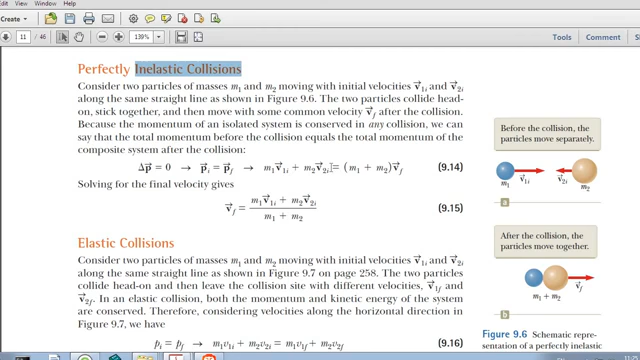 Edit View Window Help
Create
11 / 46
139%
Tools
Comment
Perfectly Inelastic Collisions
Consider two particles of masses m₁ and m₂ moving with initial velocities v⃗₁ᵢ and v⃗₂ᵢ
along the same straight line as shown in Figure 9.6. The two particles collide head-
on, stick together, and then move with some common velocity v⃗f after the collision.
Because the momentum of an isolated system is conserved in any collision, we can
say that the total momentum before the collision equals the total momentum of the
composite system after the collision:
Δp⃗ = 0 → p⃗ᵢ = p⃗f → m₁v⃗₁ᵢ + m₂v⃗₂ᵢ = (m₁ + m₂)v⃗f (9.14)
Solving for the final velocity gives
v⃗f = (m₁v⃗₁ᵢ + m₂v⃗₂ᵢ) / (m₁ + m₂) (9.15)
Elastic Collisions
Consider two particles of masses m₁ and m₂ moving with initial velocities v⃗₁ᵢ and v⃗₂ᵢ
along the same straight line as shown in Figure 9.7 on page 258. The two particles
collide head-on and then leave the collision site with different velocities, v⃗₁f and
v⃗₂f. In an elastic collision, both the momentum and kinetic energy of the system
are conserved. Therefore, considering velocities along the horizontal direction in
Figure 9.7, we have
pᵢ = pf → m₁v₁ᵢ + m₂v₂ᵢ = m₁v₁f + m₂v₂f (9.16)
Before the collision, the
particles move separately.
m₁ v⃗₁ᵢ v⃗₂ᵢ m₂
a
After the collision, the
particles move together.
v⃗f
m₁ + m₂
b
Figure 9.6 Schematic repre-
sentation of a perfectly inelastic